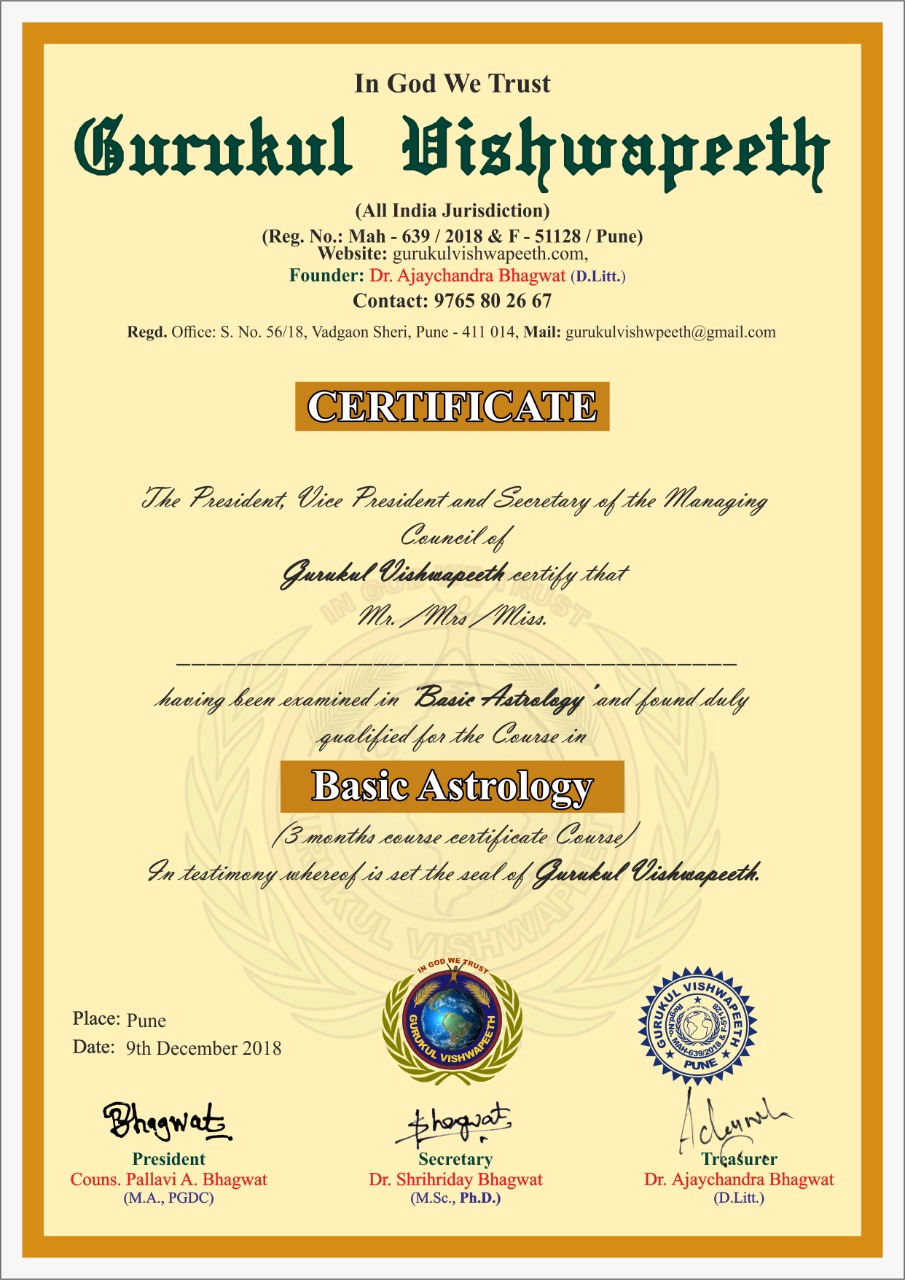 In God We Trust
Gurukul Vishwapeeth
(All India Jurisdiction)
(Reg. No.: Mah - 639 / 2018 & F - 51128 / Pune)
Website: gurukulvishwapeeth.com,
Founder: Dr. Ajaychandra Bhagwat (D.Litt.)
Contact: 9765 80 26 67
Regd. Office: S. No. 56/18, Vadgaon Sheri, Pune - 411 014, Mail: gurukulvishwpeeth@gmail.com
CERTIFICATE
The President, Vice President and Secretary of the Managing
Council of
Gurukul Vishwapeeth certify that
Mr. /Mrs /Miss.
having been examined in 'Basic Astrology' and found duly
qualified for the Course in
Basic Astrology
(3 months course certificate Course)
In testimony whereof is set the seal of Gurukul Vishwapeeth.
IN GOD WE TRUST
GURUKUL VISHWAPEETH
GURUKUL VISHWAPEETH
Regd.No.: MAH-639/2018 & F-51128
PUNE
Place: Pune
Date: 9th December 2018
Bhagwat
Bhagwat
President
Secretary
Treasurer
Couns. Pallavi A. Bhagwat
Dr. Shrihriday Bhagwat
Dr. Ajaychandra Bhagwat
(M.A., PGDC)
(M.Sc., Ph.D.)
(D.Litt.)